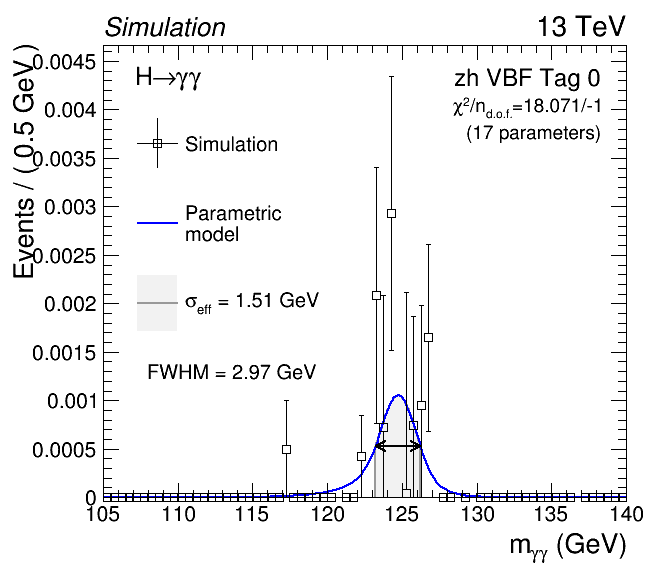 Simulation 13 TeV
H→γγ
zh VBF Tag 0
χ²/n_d.o.f.=18.071/-1
(17 parameters)
Simulation
Parametric
model
σ_eff = 1.51 GeV
FWHM = 2.97 GeV
Events / ( 0.5 GeV )
0.0045
0.004
0.0035
0.003
0.0025
0.002
0.0015
0.001
0.0005
0
105 110 115 120 125 130 135 140
m_γγ (GeV)